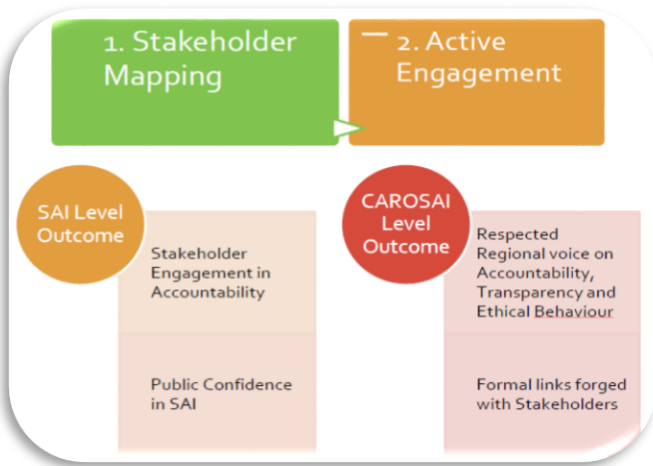 1. Stakeholder
Mapping
2. Active
Engagement
SAI Level
Outcome
Stakeholder
Engagement in
Accountability
Public Confidence
in SAI
CAROSAI
Level
Outcome
Respected
Regional voice on
Accountability,
Transparency and
Ethical Behaviour
Formal links forged
with Stakeholders